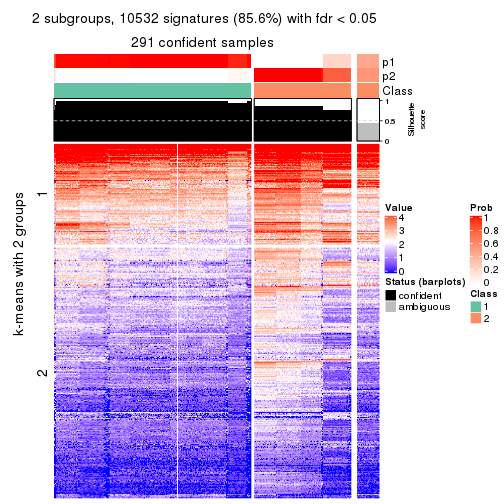 2 subgroups, 10532 signatures (85.6%) with fdr < 0.05
291 confident samples
p1
p2
Class
1
0.5
0
Silhouette
score
k-means with 2 groups
1
2
Value
4
3
2
1
0
Prob
1
0.8
0.6
0.4
0.2
0
Status (barplots)
confident
ambiguous
Class
1
2